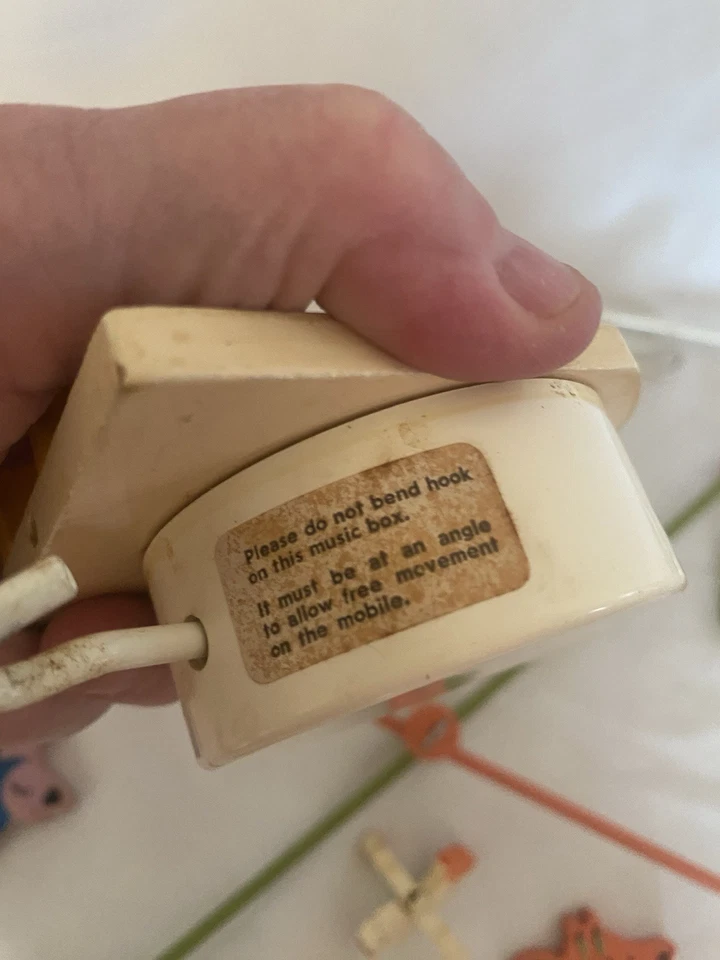 Please do not bend hook
on this music box.
It must be at an angle
to allow free movement
on the mobile.